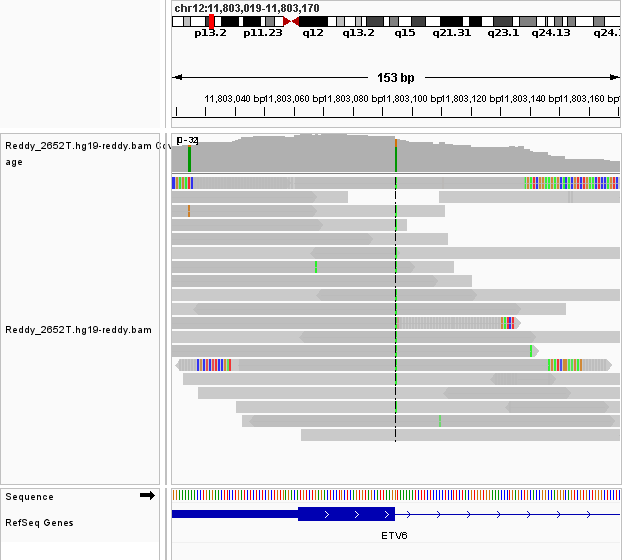 chr12:11,803,019-11,803,170
p13.2 p11.23 q12 q13.2 q15 q21.31 q23.1 q24.13 q24.
153 bp
11,803,040 bp 11,803,060 bp 11,803,080 bp 11,803,100 bp 11,803,120 bp 11,803,140 bp 11,803,160 bp
[0 - 32]
Reddy_2652T.hg19-reddy.bam Cov
age
Reddy_2652T.hg19-reddy.bam
Sequence
RefSeq Genes
ETV6